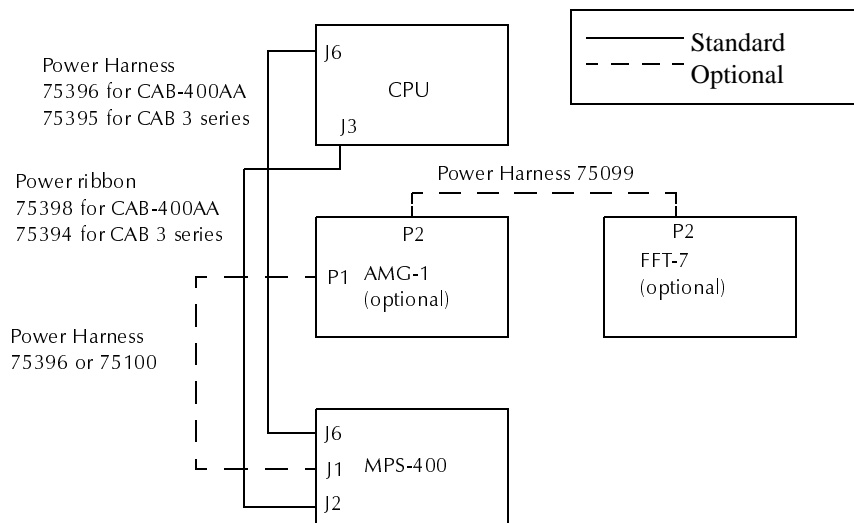 Standard
Optional
J6
CPU
J3
Power Harness
75396 for CAB-400AA
75395 for CAB 3 series
Power ribbon
75398 for CAB-400AA
75394 for CAB 3 series
Power Harness 75099
P2
P1
AMG-1
(optional)
P2
FFT-7
(optional)
Power Harness
75396 or 75100
J6
J1
MPS-400
J2